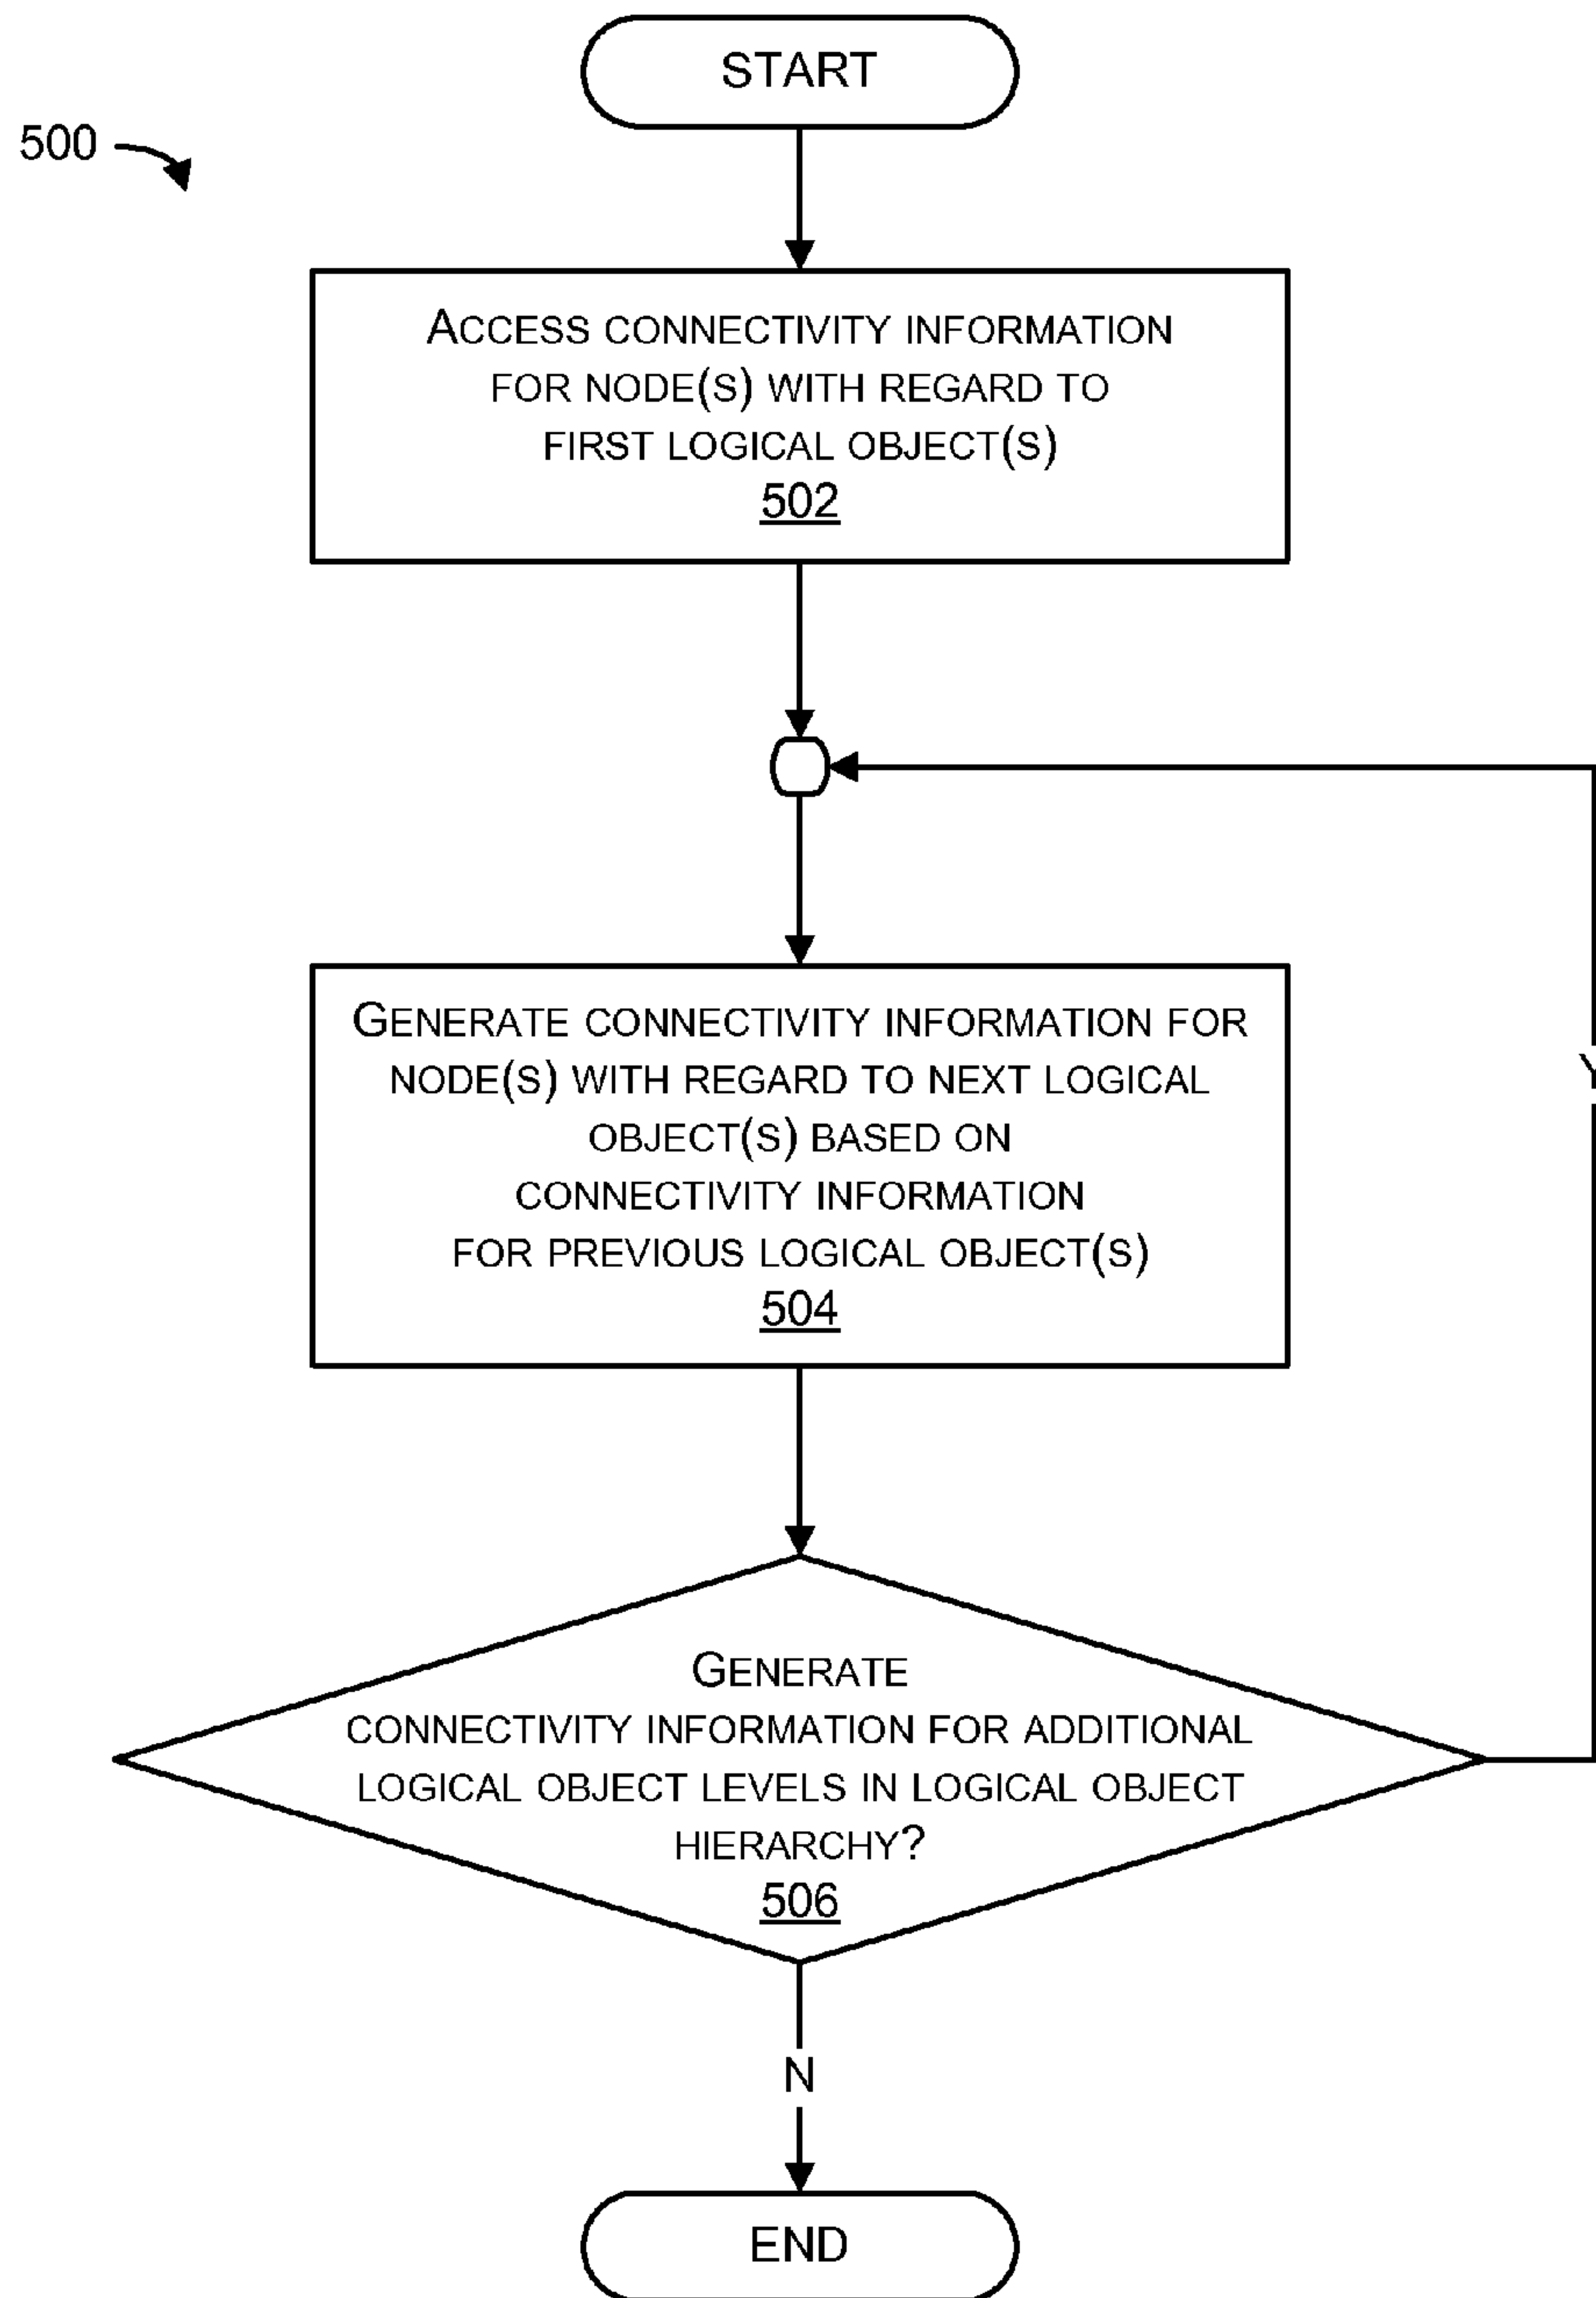 START
500
ACCESS CONNECTIVITY INFORMATION
FOR NODE(S) WITH REGARD TO
FIRST LOGICAL OBJECT(S)
502
GENERATE CONNECTIVITY INFORMATION FOR
NODE(S) WITH REGARD TO NEXT LOGICAL
OBJECT(S) BASED ON
CONNECTIVITY INFORMATION
FOR PREVIOUS LOGICAL OBJECT(S)
504
Y
GENERATE
CONNECTIVITY INFORMATION FOR ADDITIONAL
LOGICAL OBJECT LEVELS IN LOGICAL OBJECT
HIERARCHY?
506
N
END